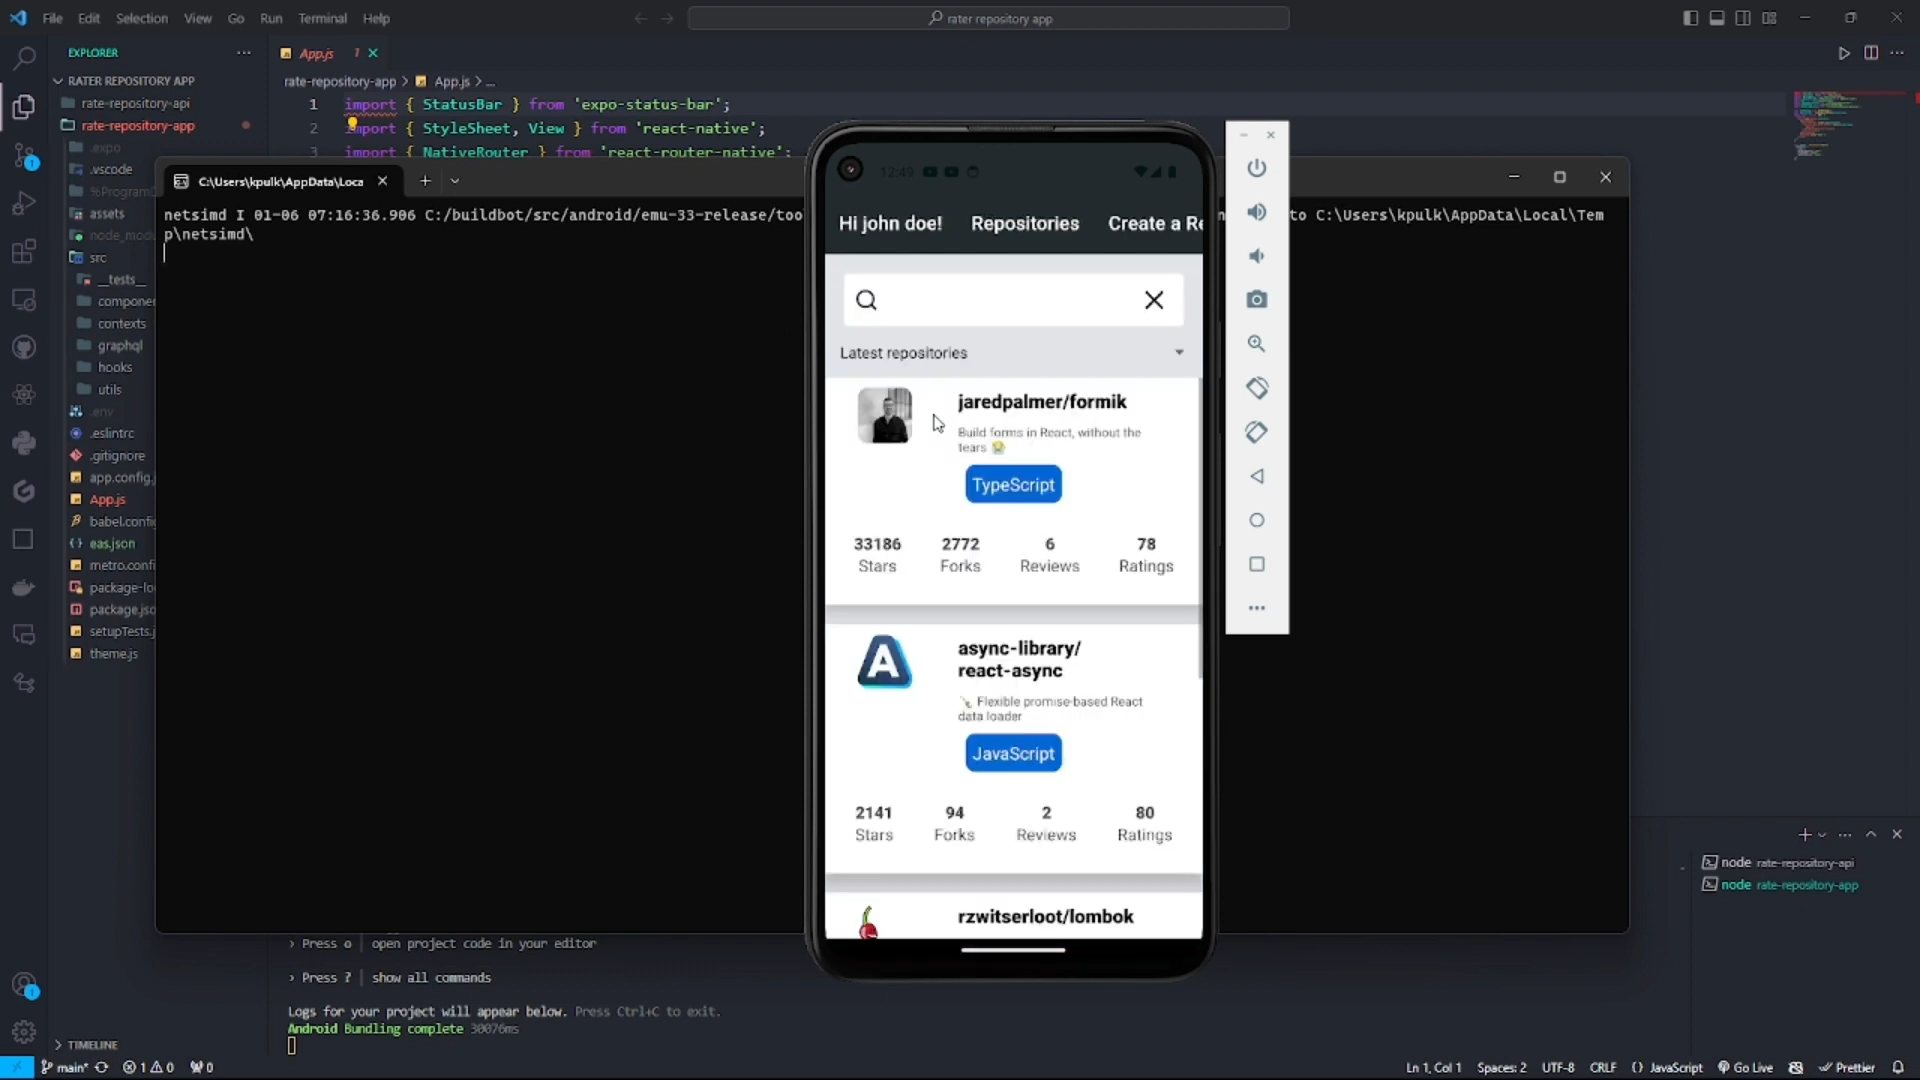 File Edit Selection View Go Run Terminal Help
rater repository app
EXPLORER
RATER REPOSITORY APP
rate-repository-api
rate-repository-app
.expo
.vscode
assets
src
__tests__
contexts
graphql
hooks
utils
.env
.eslintrc
.gitignore
app.config.j
App.js
babel.config
eas.json
metro.confi
package-lo
package.jso
setupTests.j
theme.js
TIMELINE
App.js 1
rate-repository-app > App.js > ...
1 import { StatusBar } from 'expo-status-bar';
2 import { StyleSheet, View } from 'react-native';
3 import { NativeRouter } from 'react-router-native';
C:\Users\kpulk\AppData\Loca
netsimd I 01-06 07:16:36.906 C:/buildbot/src/android/emu-33-release/too
to C:\Users\kpulk\AppData\Local\Tem
p\netsimd\
12:49
Hi john doe! Repositories Create a Re
Latest repositories
jaredpalmer/formik
Build forms in React, without the
tears 😭
TypeScript
33186 2772 6 78
Stars Forks Reviews Ratings
async-library/
react-async
Flexible promise-based React
data loader
JavaScript
2141 94 2 80
Stars Forks Reviews Ratings
rzwitserloot/lombok
› Press o | open project code in your editor
› Press ? | show all commands
Logs for your project will appear below. Press Ctrl+C to exit.
Android Bundling complete 30076ms
node rate-repository-api
node rate-repository-app
main* 1 0 0
Ln 1, Col 1 Spaces: 2 UTF-8 CRLF {} JavaScript Go Live Prettier